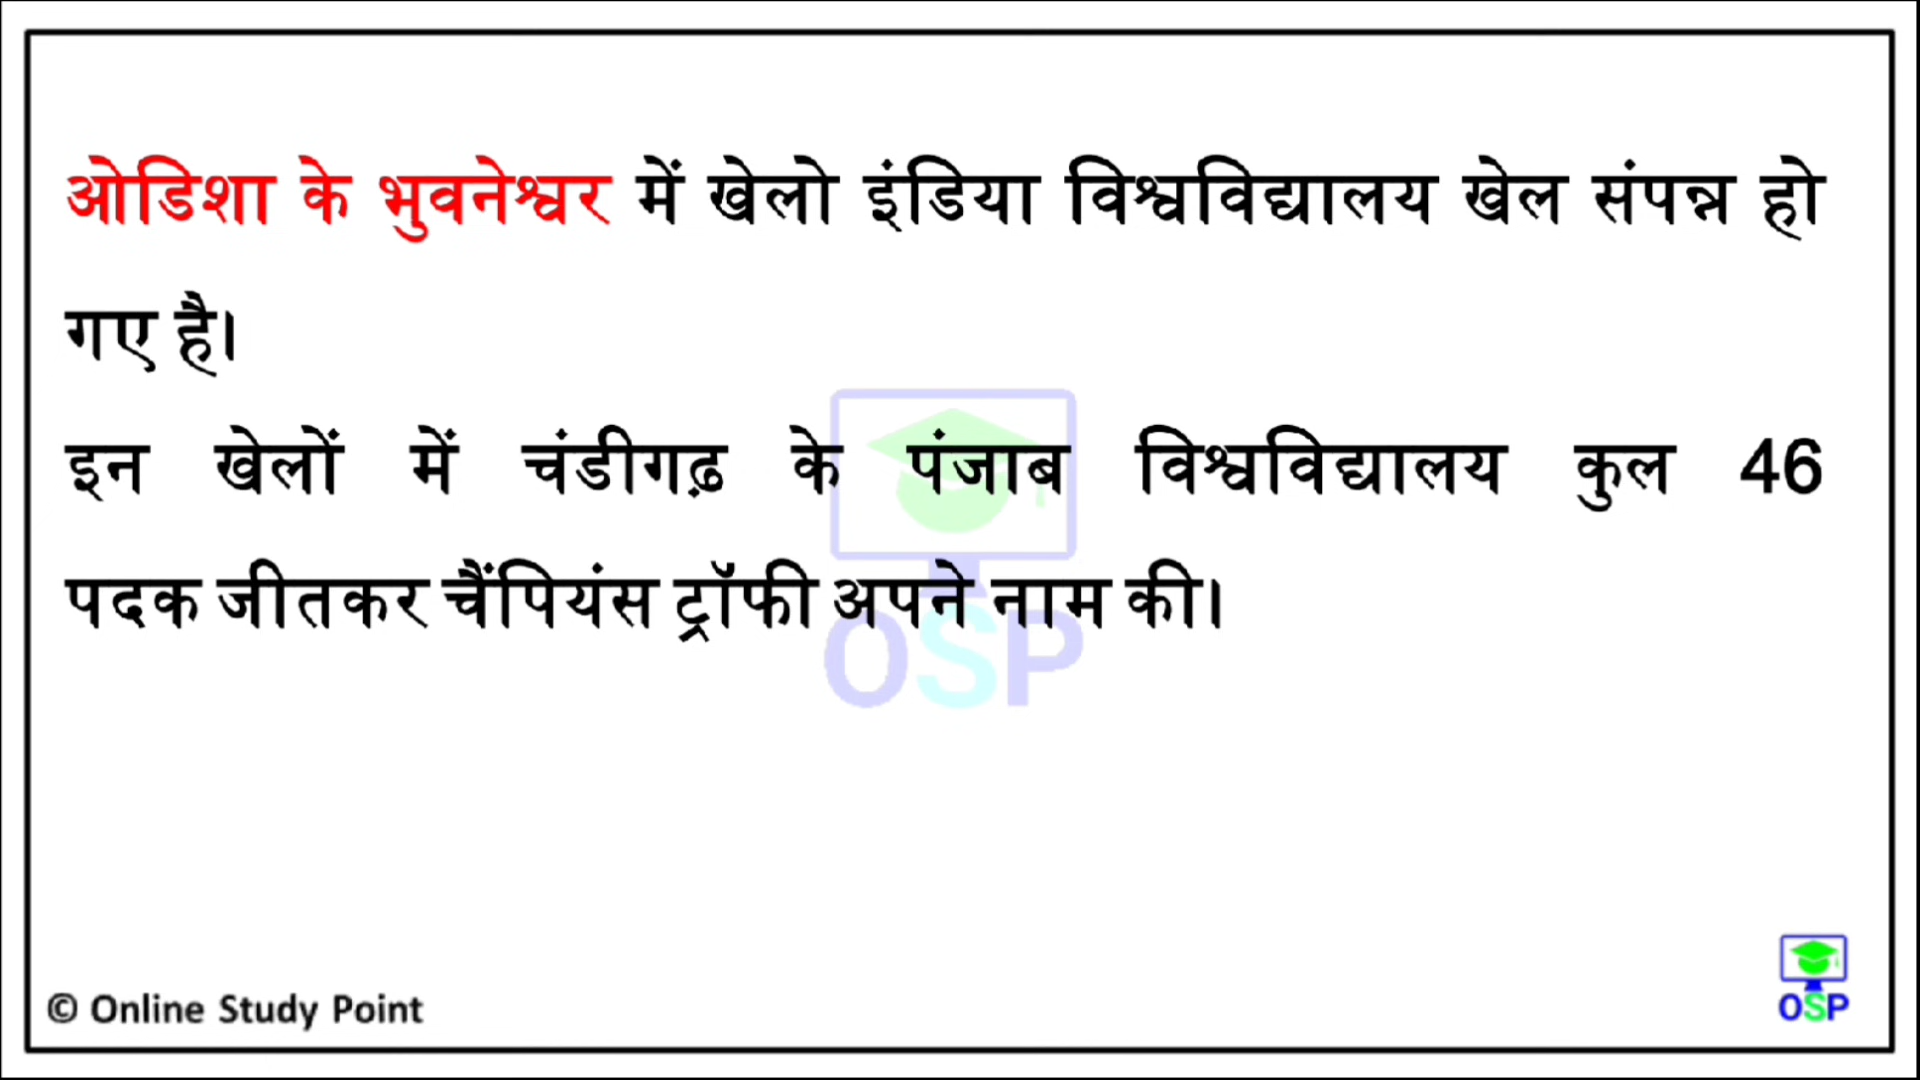 ओडिशा के भुवनेश्वर में खेलो इंडिया विश्वविद्यालय खेल संपन्न हो
गए है।
इन खेलों में चंडीगढ़ के पंजाब विश्वविद्यालय कुल 46
पदक जीतकर चैंपियंस ट्रॉफी अपने नाम की।
OSP
© Online Study Point
OSP